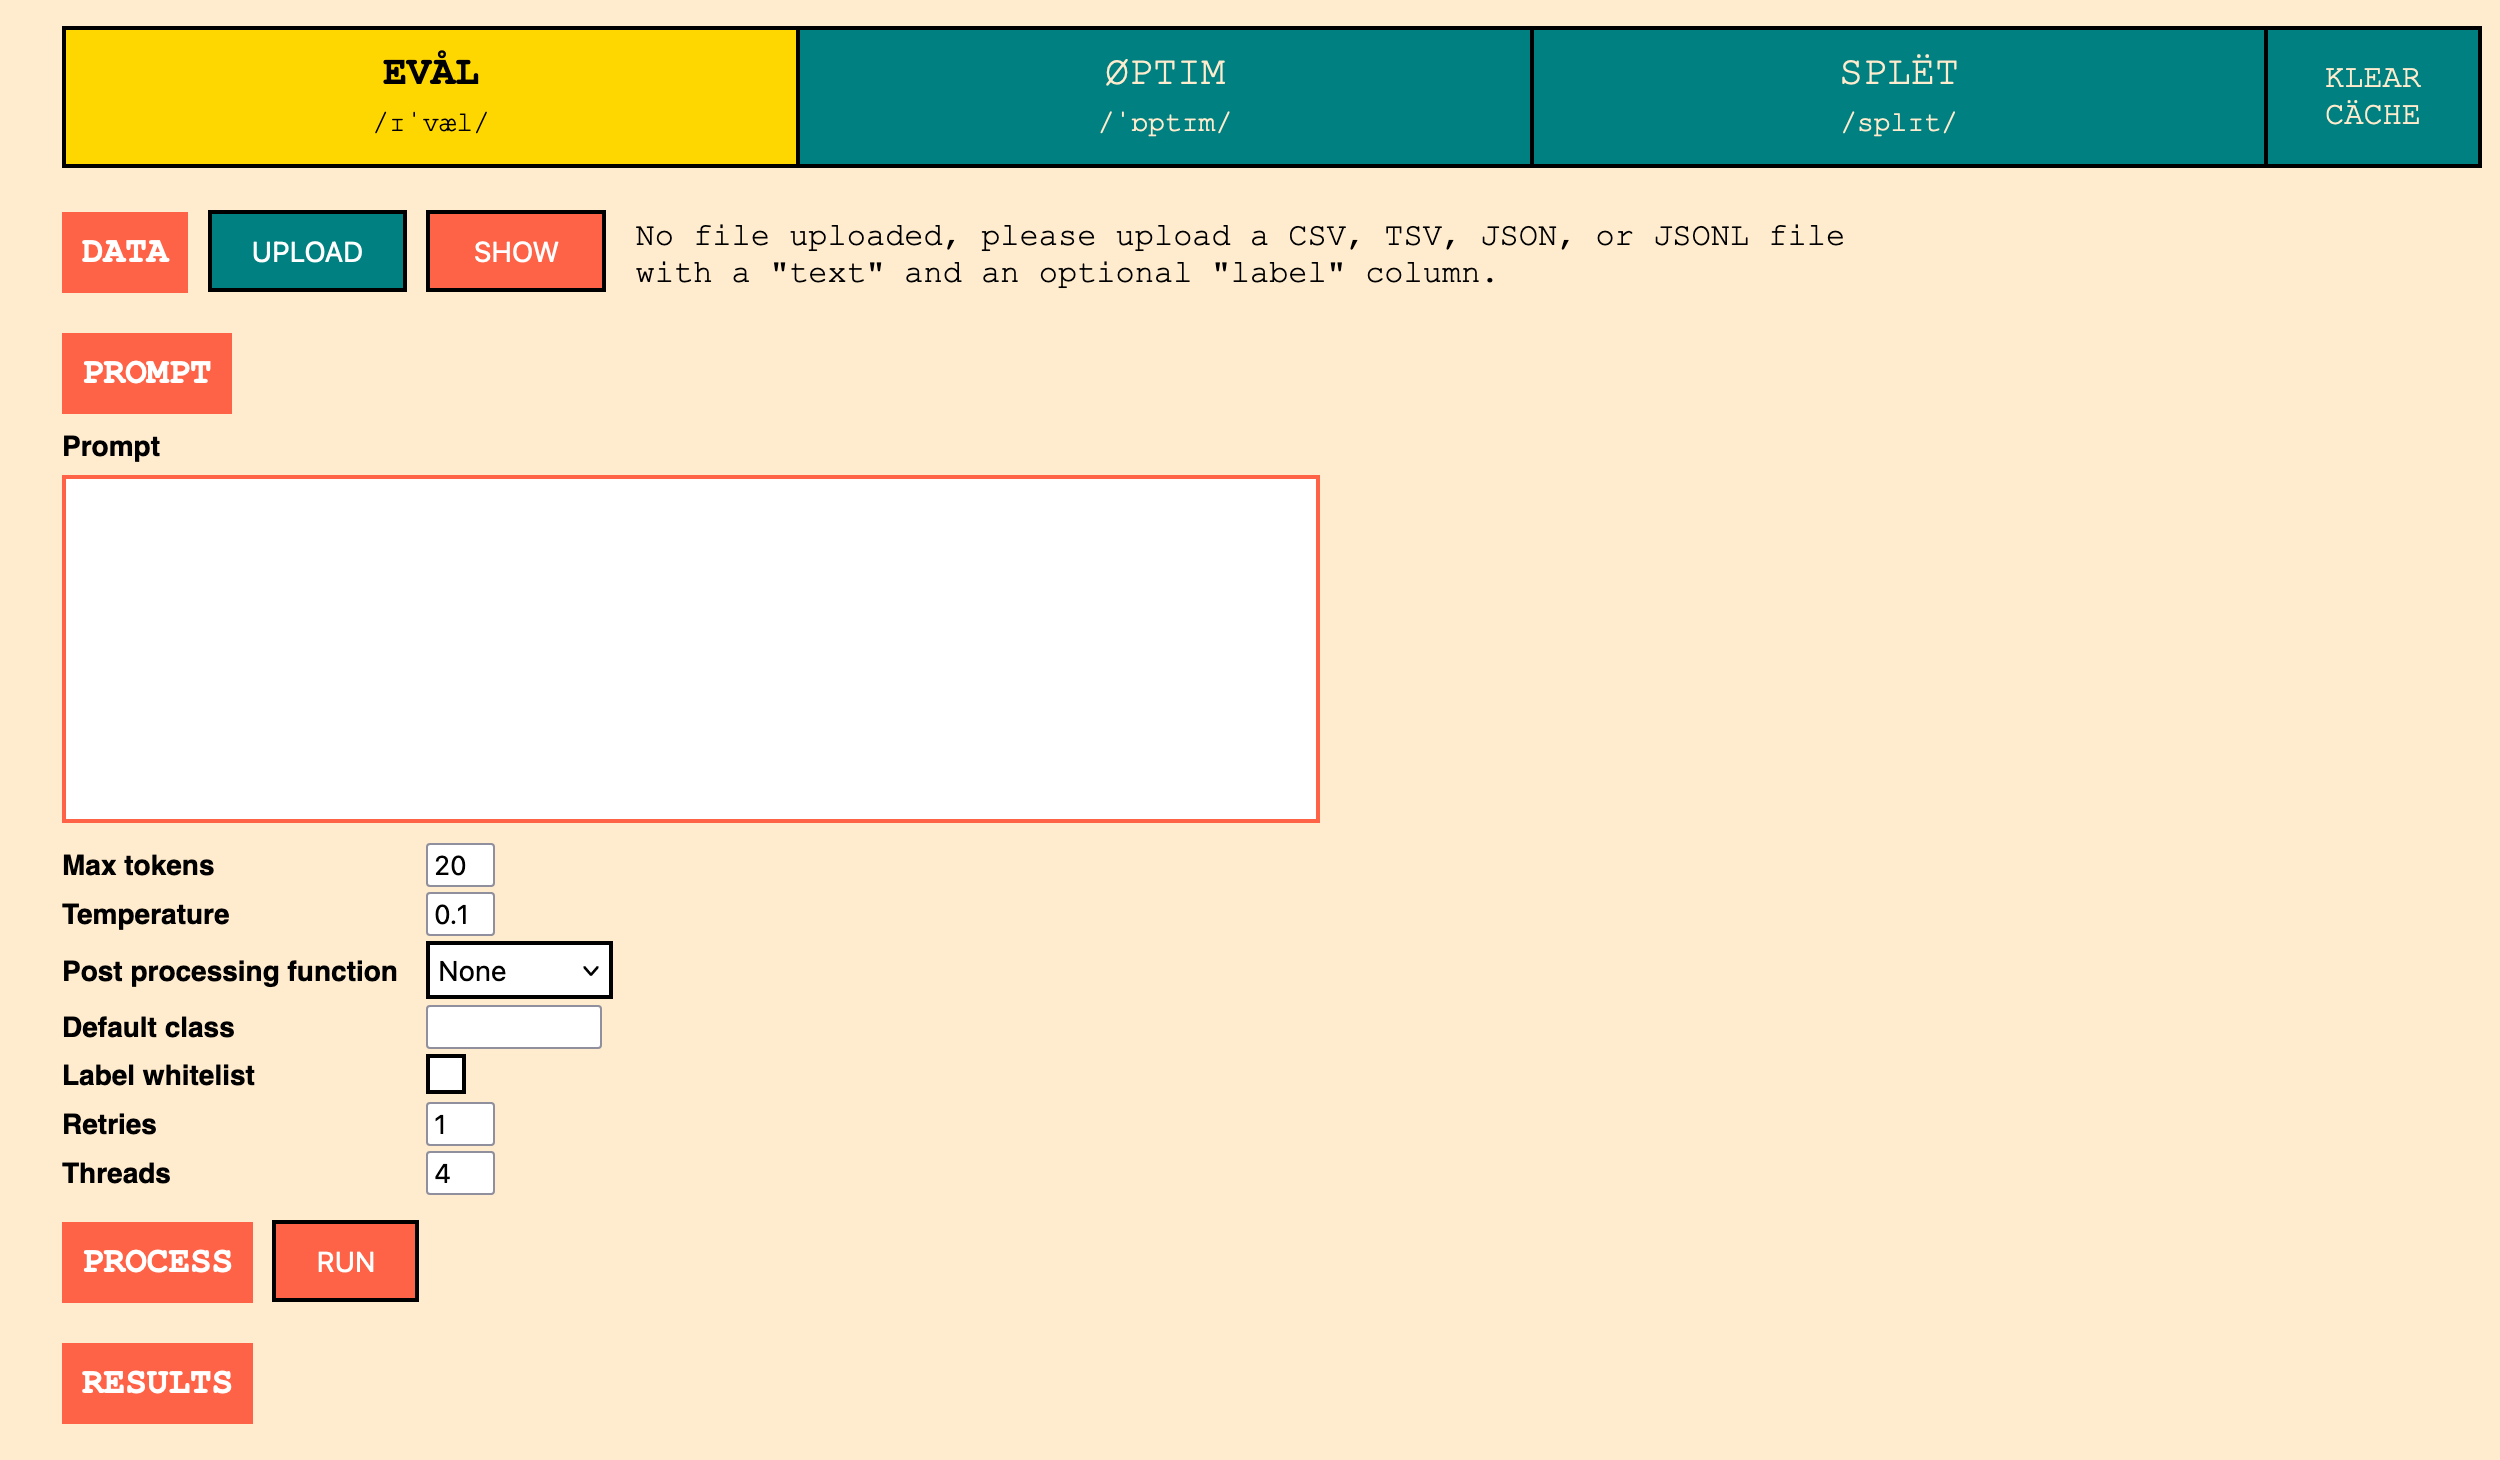 EVÅL
/ɪˈvæl/
ØPTIM
/ˈɒptɪm/
SPLËT
/splɪt/
KLEAR
CÄCHE
DATA
UPLOAD
SHOW
No file uploaded, please upload a CSV, TSV, JSON, or JSONL file
with a "text" and an optional "label" column.
PROMPT
Prompt
Max tokens 20
Temperature 0.1
Post processing function None
Default class
Label whitelist
Retries 1
Threads 4
PROCESS
RUN
RESULTS